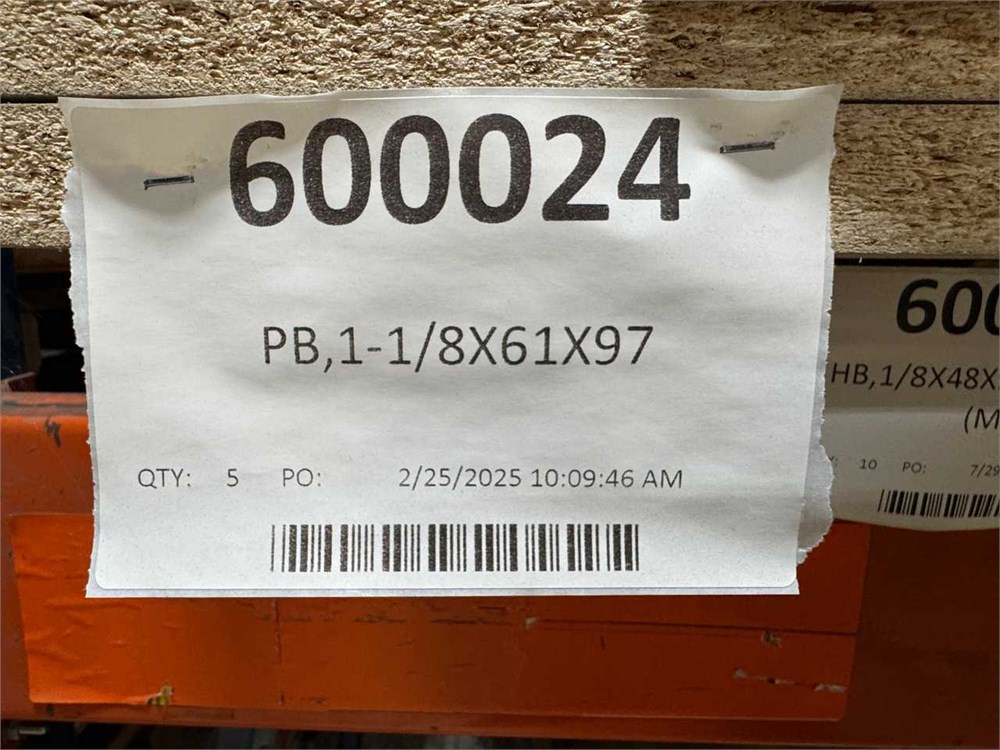 600024
PB,1-1/8X61X97
QTY: 5 PO: 2/25/2025 10:09:46 AM
600
HB,1/8X48X
(M
10 PO: 7/29